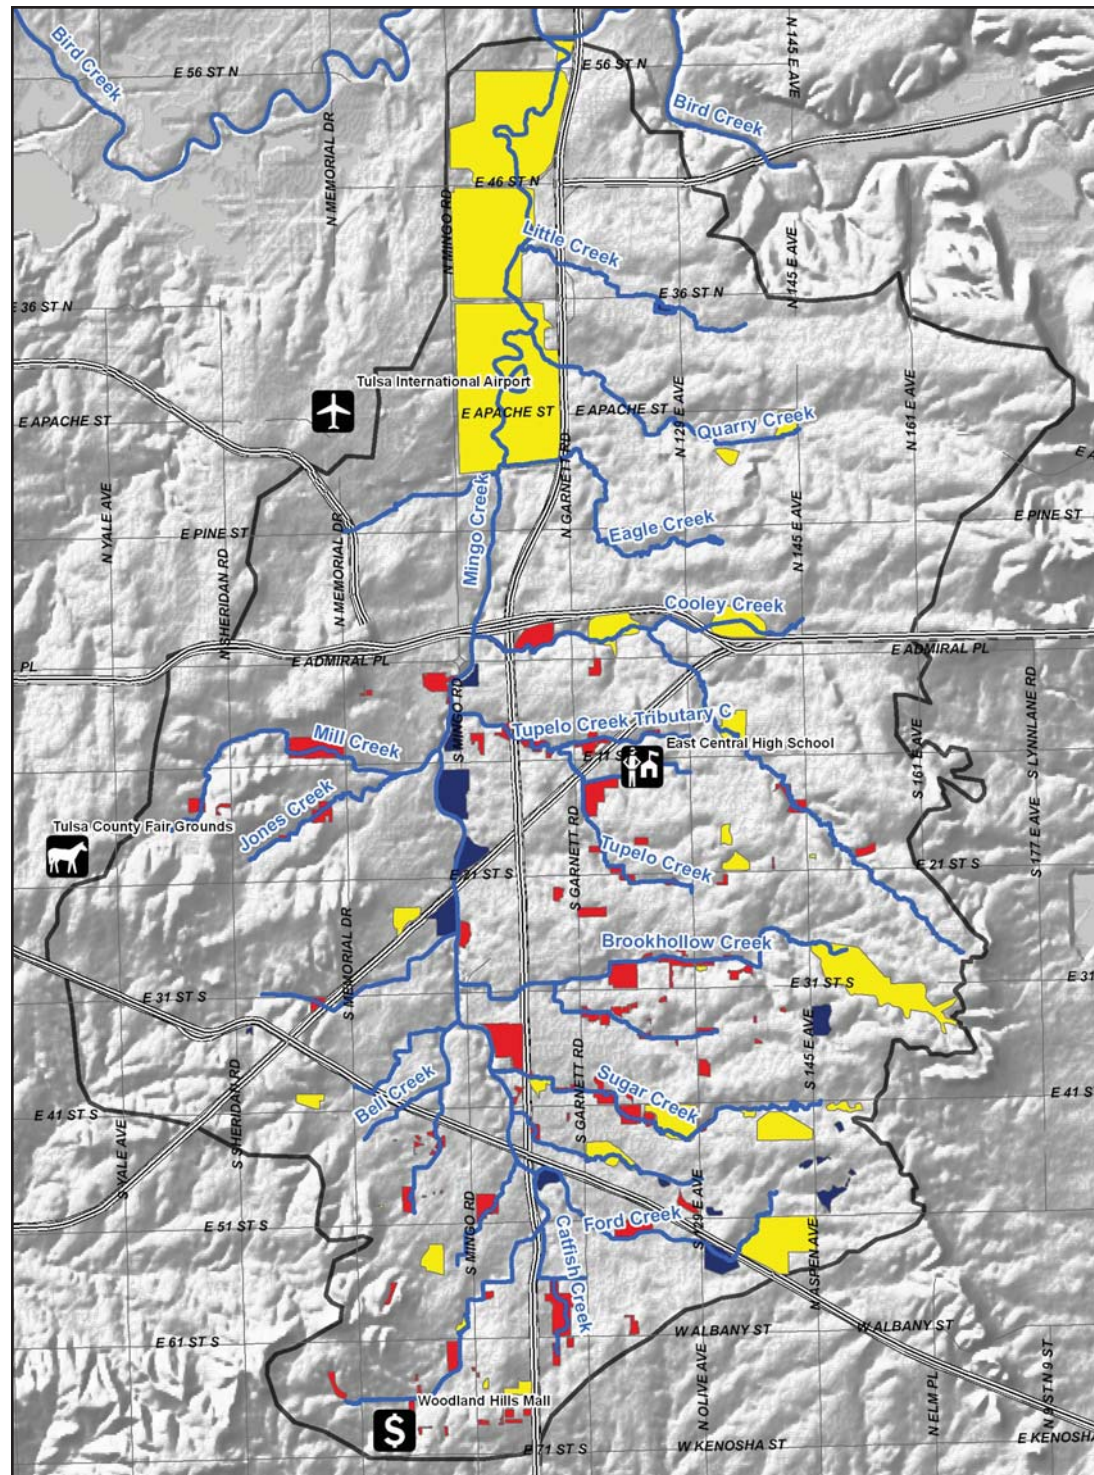 Bird Creek
E 56 ST N
N MEMORIAL DR
N 145 E AVE
E 56 ST N
Bird Creek
E 46 ST N
N MINGO RD
Little Creek
N 145 E AVE
E 36 ST N
E 36 ST N
Tulsa International Airport
E APACHE ST
E APACHE ST
E APACHE ST
N 129 E AVE
Quarry Creek
N 161 E AVE
E A
N YALE AVE
E PINE ST
N SHERIDAN RD
N MEMORIAL DR
Mingo Creek
N GARNETT RD
Eagle Creek
N 145 E AVE
E PINE ST
Cooley Creek
PL
E ADMIRAL PL
E ADMIRAL PL
S MINGO RD
Mill Creek
Tupelo Creek Tributary C
E 11 S
East Central High School
S 161 E AVE
S LYNNLANE RD
Jones Creek
Tulsa County Fair Grounds
S 177 E AVE
E 21 ST S
S GARNETT RD
Tupelo Creek
E 21 ST S
S MEMORIAL DR
Brookhollow Creek
E 31 ST S
E 31 ST S
E 31
S 145 E AVE
S GARNETT RD
Sugar Creek
Bell Creek
E 41 ST S
S SHERIDAN RD
E 41 S
S YALE AVE
E 51 ST S
S MINGO RD
Catfish Creek
Ford Creek
S 129 E AVE
N ASPEN AVE
E 61 ST S
W ALBANY ST
W ALBANY ST
Woodland Hills Mall
$
N OLIVE AVE
N ELM PL
N 9 ST N 9 ST
E 71 ST S
W KENOSHA ST
E KENOSHA